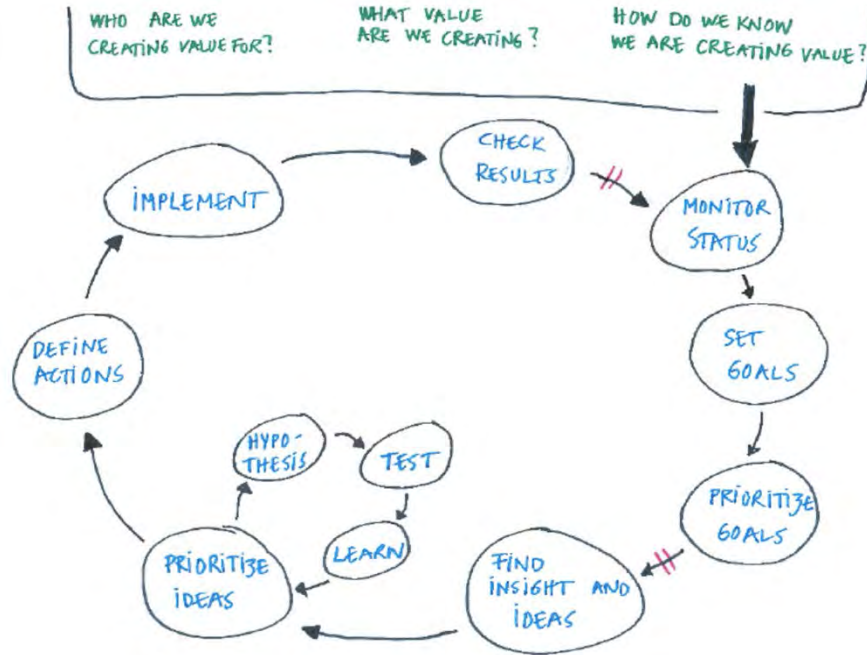 WHO ARE WE
CREATING VALUE FOR?
WHAT VALUE
ARE WE CREATING?
HOW DO WE KNOW
WE ARE CREATING VALUE?
CHECK
RESULTS
IMPLEMENT
MONITOR
STATUS
DEFINE
ACTIONS
SET
GOALS
HYPO-
THESIS
TEST
PRIORITIZE
GOALS
LEARN
PRIORITIZE
IDEAS
FIND
INSIGHT AND
IDEAS